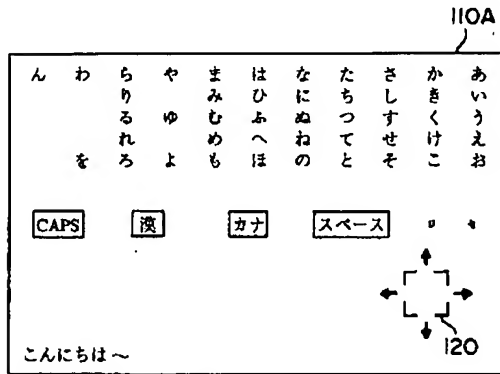 110A
あいうえお
かきくけこ
さしすせそ
たちつてと
なにぬねの
はひふへほ
まみむめも
や ゆ よ
らりるれろ
わ を
ん
CAPS 漢 カナ スペース
120
こんにちは～